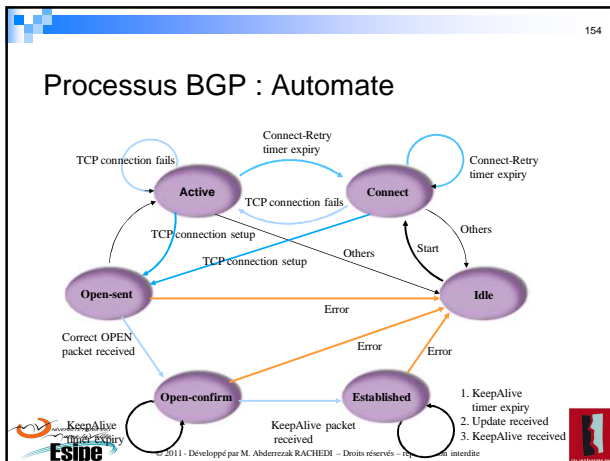 154
Processus BGP : Automate
Connect-Retry
timer expiry
TCP connection fails
Connect-Retry
timer expiry
Active
Connect
TCP connection fails
TCP connection setup
Others
Others
Start
TCP connection setup
Open-sent
Idle
Error
Correct OPEN
packet received
Error
Error
Open-confirm
Established
1. KeepAlive
timer expiry
2. Update received
3. KeepAlive received
KeepAlive
timer expiry
KeepAlive packet
received
Esipe
© 2011 - Développé par M. Abderrezak RACHEDI – Droits réservés – interdite